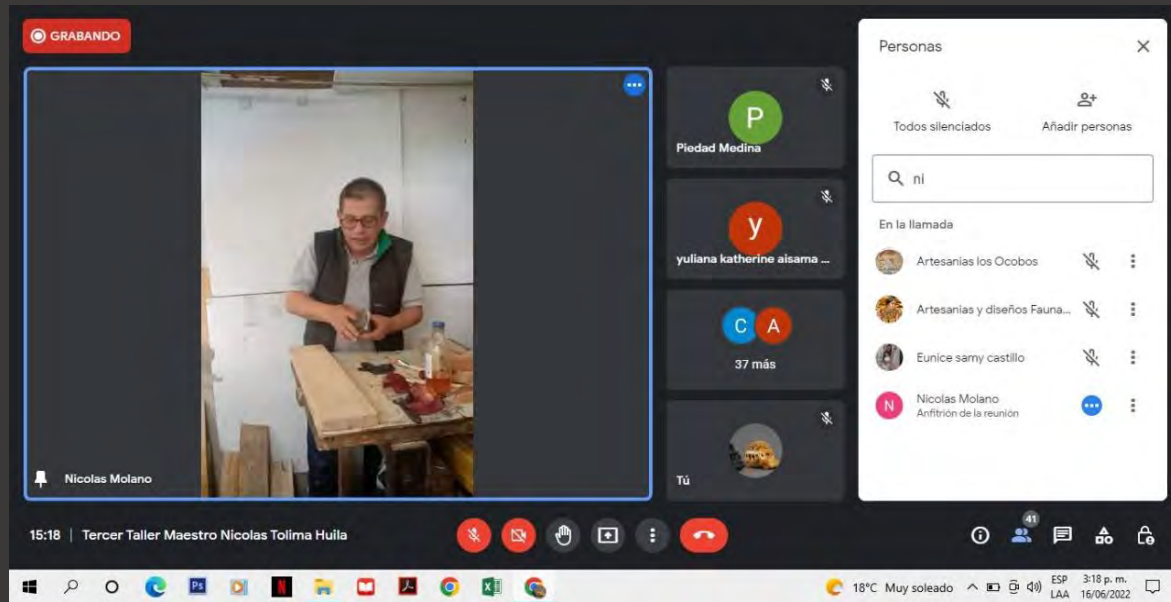 GRABANDO
Nicolas Molano
P
Piedad Medina
y
yuliana katherine aisama ...
C A
37 más
Tú
Personas
Todos silenciados
Añadir personas
ni
En la llamada
Artesanias los Ocobos
Artesanias y diseños Fauna...
Eunice samy castillo
N
Nicolas Molano
Anfitrión de la reunión
15:18 | Tercer Taller Maestro Nicolas Tolima Huila
41
Ps
N
18°C Muy soleado
ESP
LAA
3:18 p. m.
16/06/2022